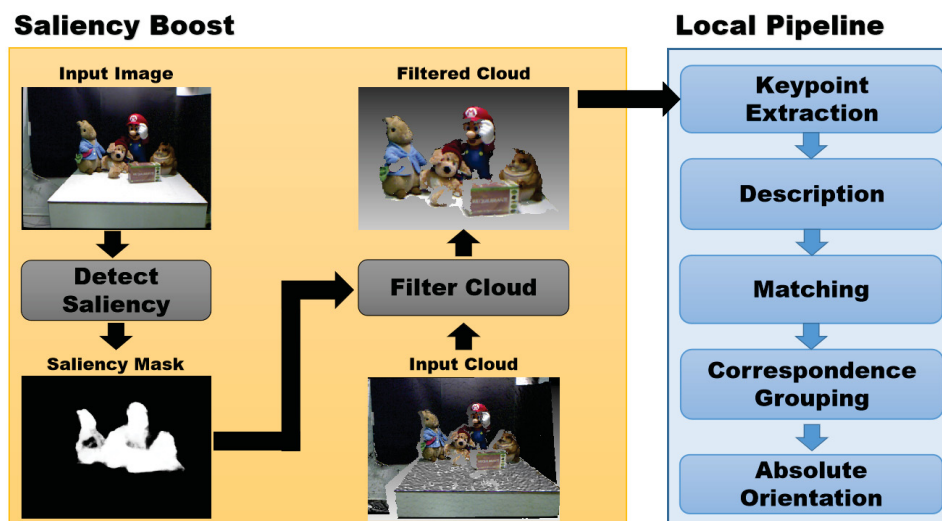 Saliency Boost
Input Image
Detect
Saliency
Saliency Mask
Filtered Cloud
Filter Cloud
Input Cloud
Local Pipeline
Keypoint
Extraction
Description
Matching
Correspondence
Grouping
Absolute
Orientation